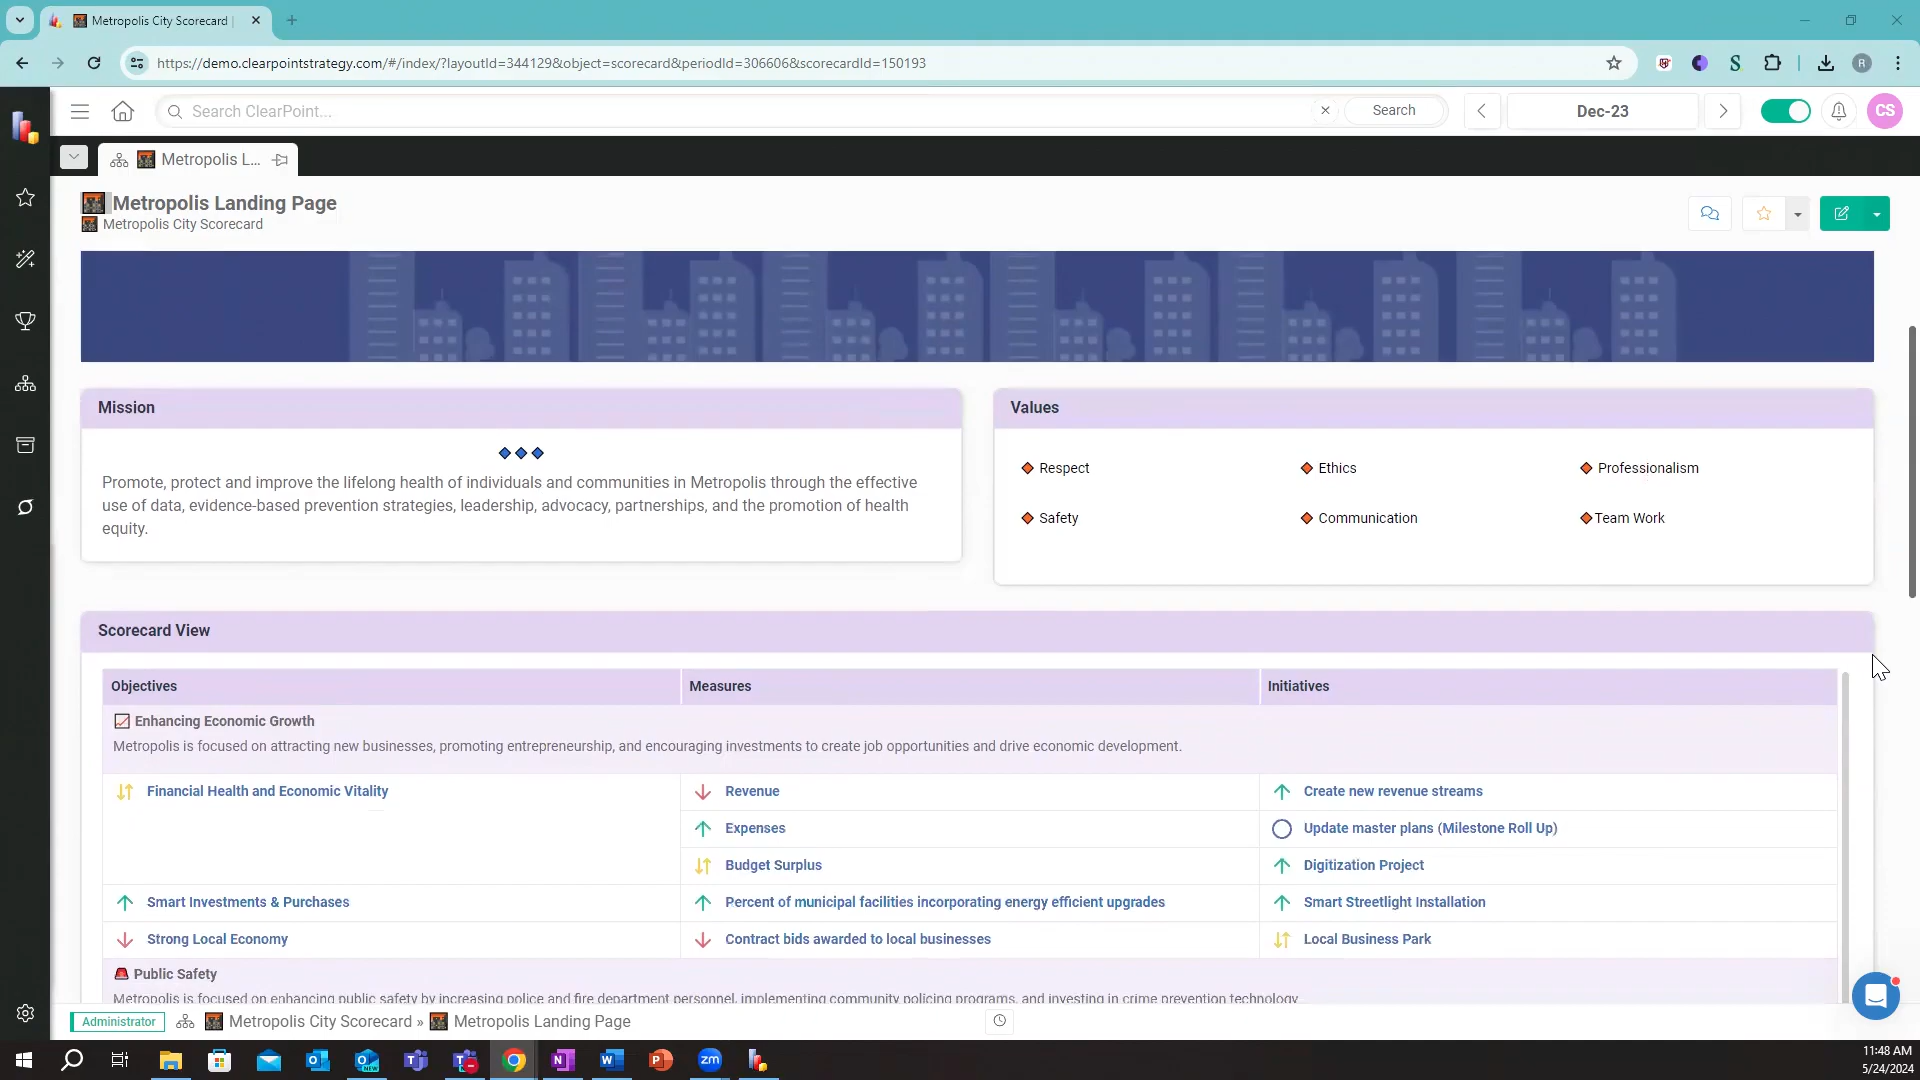 Metropolis City Scorecard |
https://demo.clearpointstrategy.com/#/index/?layoutId=344129&object=scorecard&periodId=306606&scorecardId=150193
R
Search ClearPoint...
Search
Dec-23
CS
Metropolis L...
Metropolis Landing Page
Metropolis City Scorecard
Mission
Promote, protect and improve the lifelong health of individuals and communities in Metropolis through the effective
use of data, evidence-based prevention strategies, leadership, advocacy, partnerships, and the promotion of health
equity.
Values
Respect
Ethics
Professionalism
Safety
Communication
Team Work
Scorecard View
Objectives
Measures
Initiatives
Enhancing Economic Growth
Metropolis is focused on attracting new businesses, promoting entrepreneurship, and encouraging investments to create job opportunities and drive economic development.
Financial Health and Economic Vitality
Revenue
Create new revenue streams
Expenses
Update master plans (Milestone Roll Up)
Budget Surplus
Digitization Project
Smart Investments & Purchases
Percent of municipal facilities incorporating energy efficient upgrades
Smart Streetlight Installation
Strong Local Economy
Contract bids awarded to local businesses
Local Business Park
Public Safety
Metropolis is focused on enhancing public safety by increasing police and fire department personnel, implementing community policing programs, and investing in crime prevention technology
Administrator
Metropolis City Scorecard »
Metropolis Landing Page
11:48 AM
5/24/2024